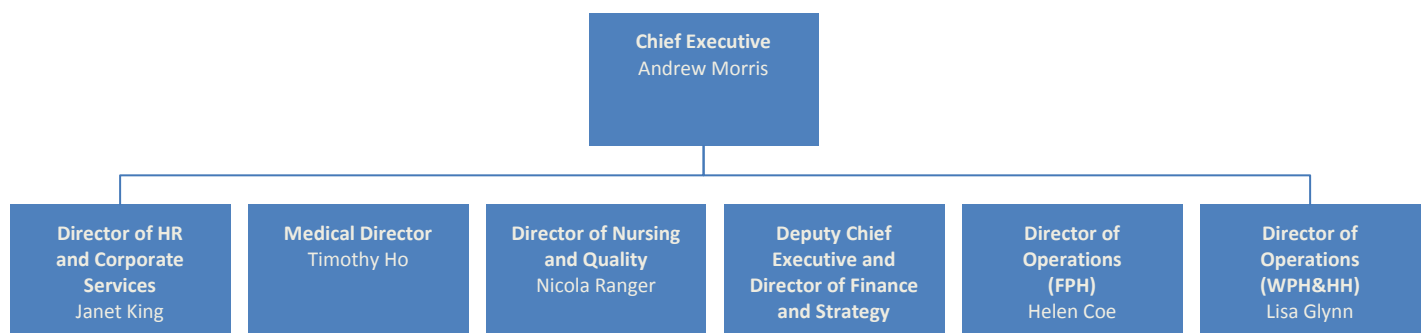 Chief Executive
Andrew Morris
Director of HR
and Corporate
Services
Janet King
Medical Director
Timothy Ho
Director of Nursing
and Quality
Nicola Ranger
Deputy Chief
Executive and
Director of Finance
and Strategy
Director of
Operations
(FPH)
Helen Coe
Director of
Operations
(WPH&HH)
Lisa Glynn